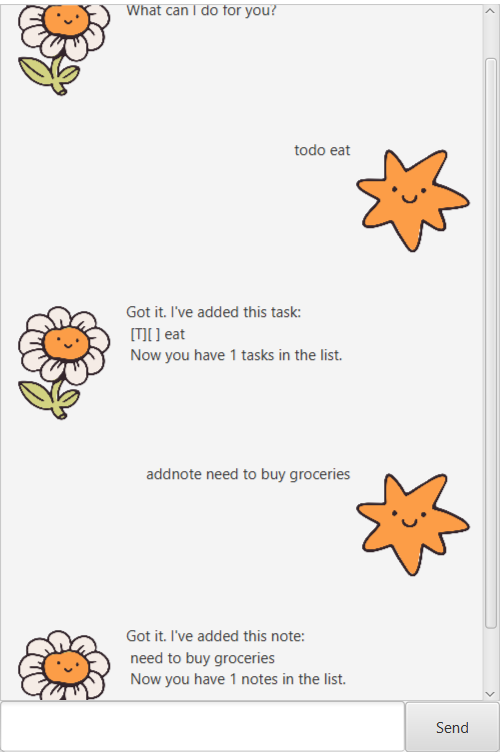 What can I do for you?
todo eat
Got it. I've added this task:
[T][ ] eat
Now you have 1 tasks in the list.
addnote need to buy groceries
Got it. I've added this note:
need to buy groceries
Now you have 1 notes in the list.
Send